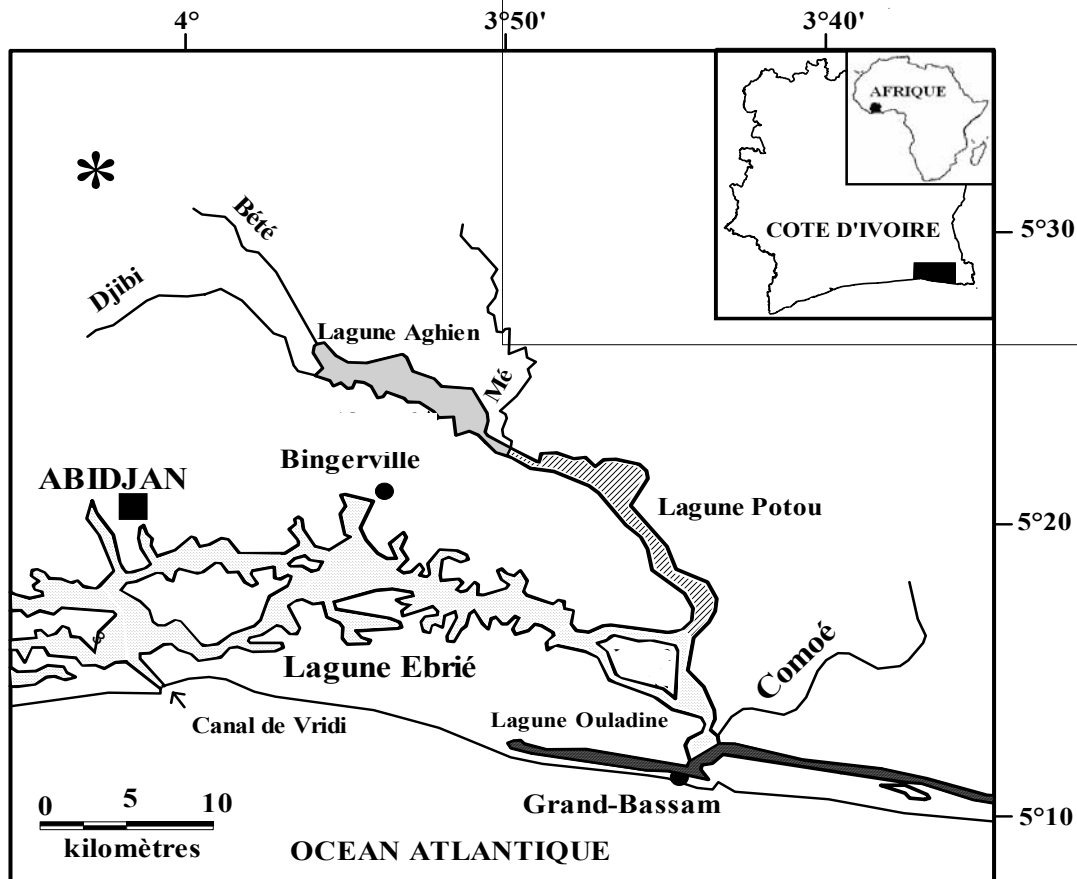 4°
3°50'
3°40'
AFRIQUE
COTE D'IVOIRE
5°30
Bété
Djibi
Lagune Aghien
Mé
Bingerville
ABIDJAN
Lagune Potou
5°20
Lagune Ebrié
Comoé
Canal de Vridi
Lagune Ouladine
Grand-Bassam
0 5 10
kilomètres
OCEAN ATLANTIQUE
5°10